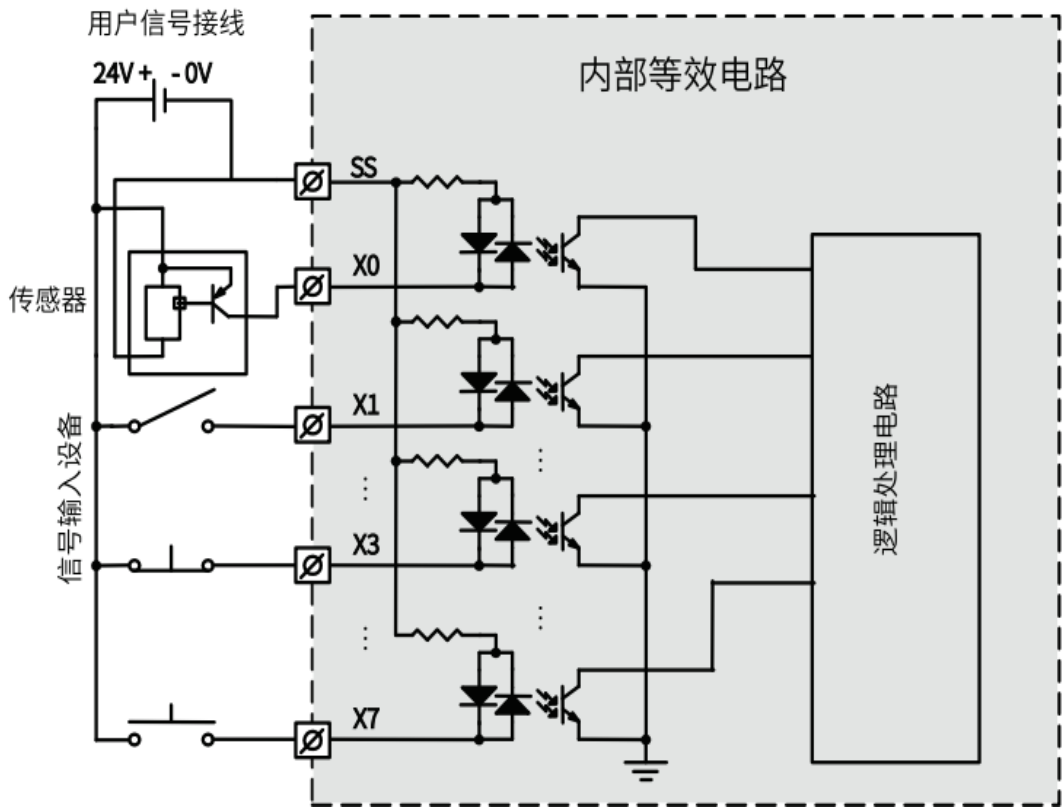 用户信号接线
24V + - 0V
内部等效电路
SS
X0
传感器
X1
信号输入设备
逻辑处理电路
X3
X7